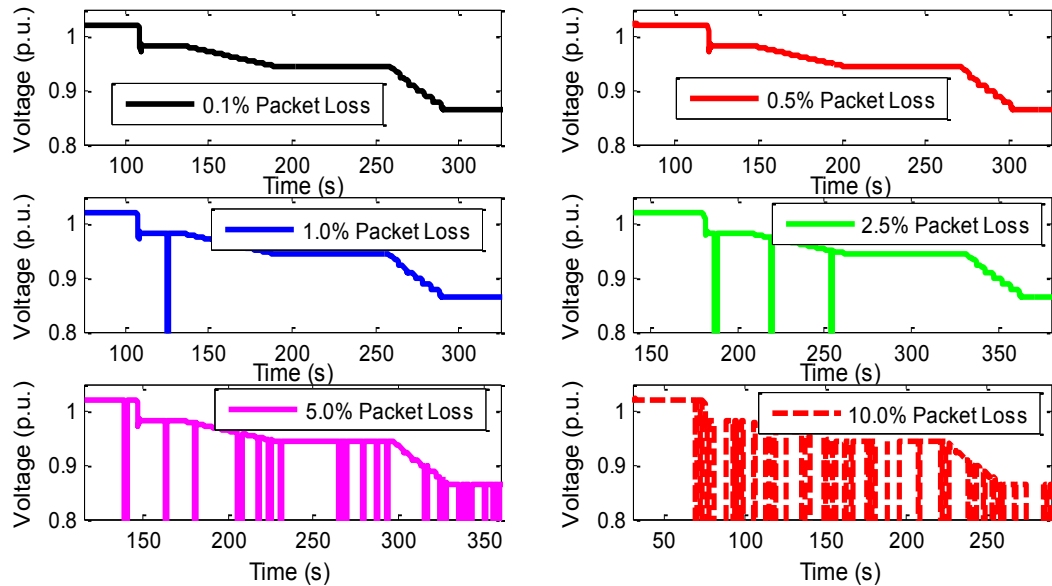 Voltage (p.u.)
1
0.9
0.8
0.1% Packet Loss
100 150 200 250 300
Time (s)
Voltage (p.u.)
1
0.9
0.8
0.5% Packet Loss
100 150 200 250 300
Time (s)
Voltage (p.u.)
1
0.9
0.8
1.0% Packet Loss
100 150 200 250 300
Time (s)
Voltage (p.u.)
1
0.9
0.8
2.5% Packet Loss
150 200 250 300 350
Time (s)
Voltage (p.u.)
1
0.9
0.8
5.0% Packet Loss
150 200 250 300 350
Time (s)
Voltage (p.u.)
1
0.9
0.8
10.0% Packet Loss
50 100 150 200 250
Time (s)